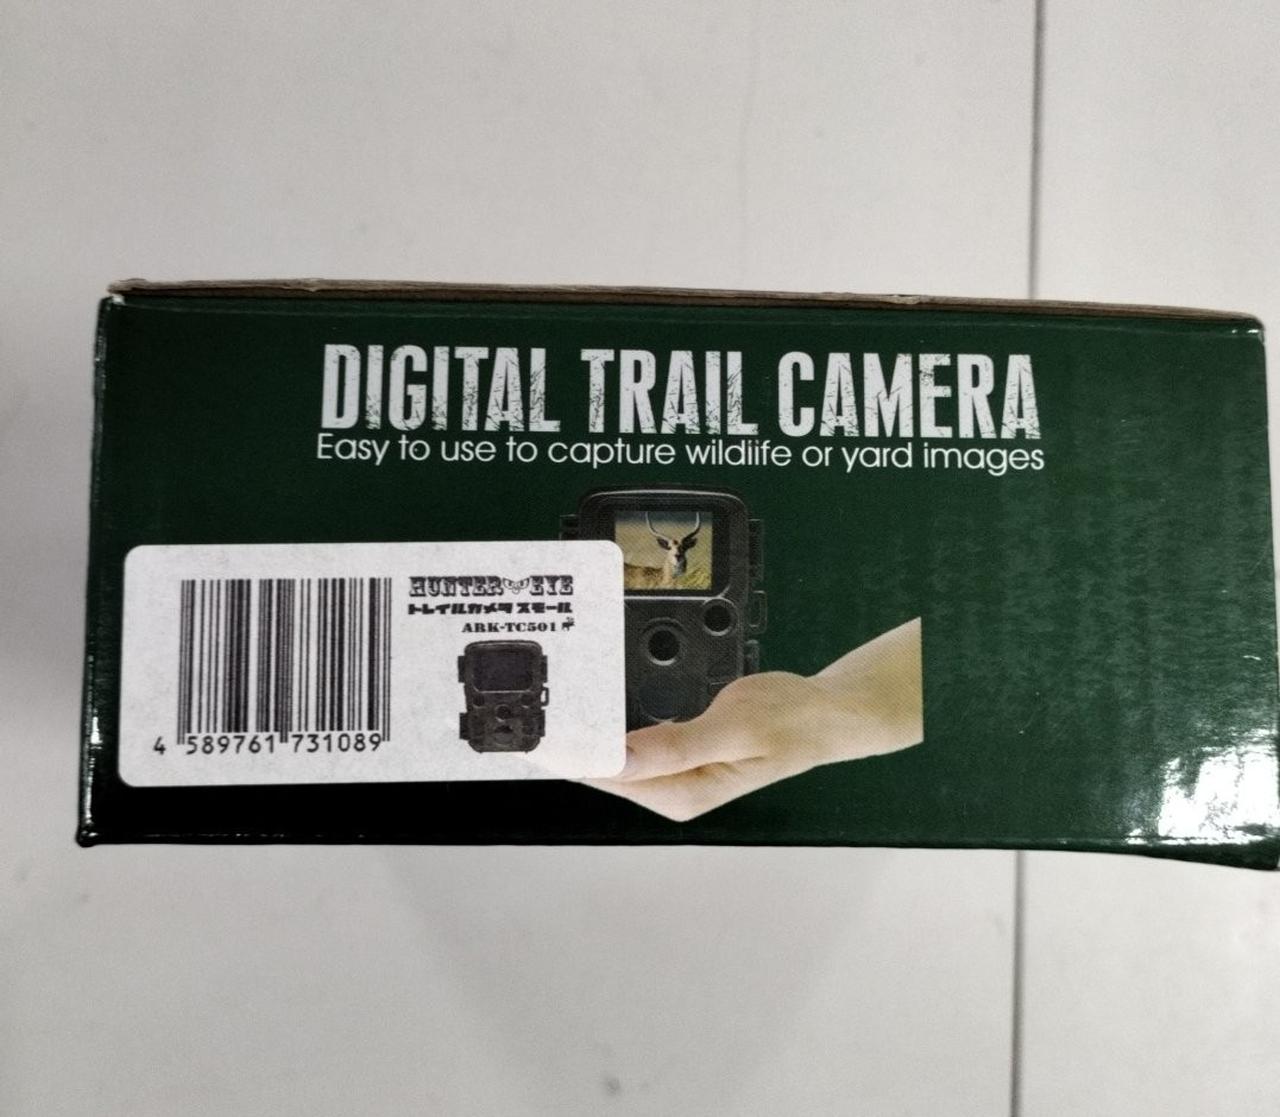 DIGITAL TRAIL CAMERA
Easy to use to capture wildiife or yard images
HUNTER EYE
トレイルカメラ スモール
ARK-TC501
4 589761 731089